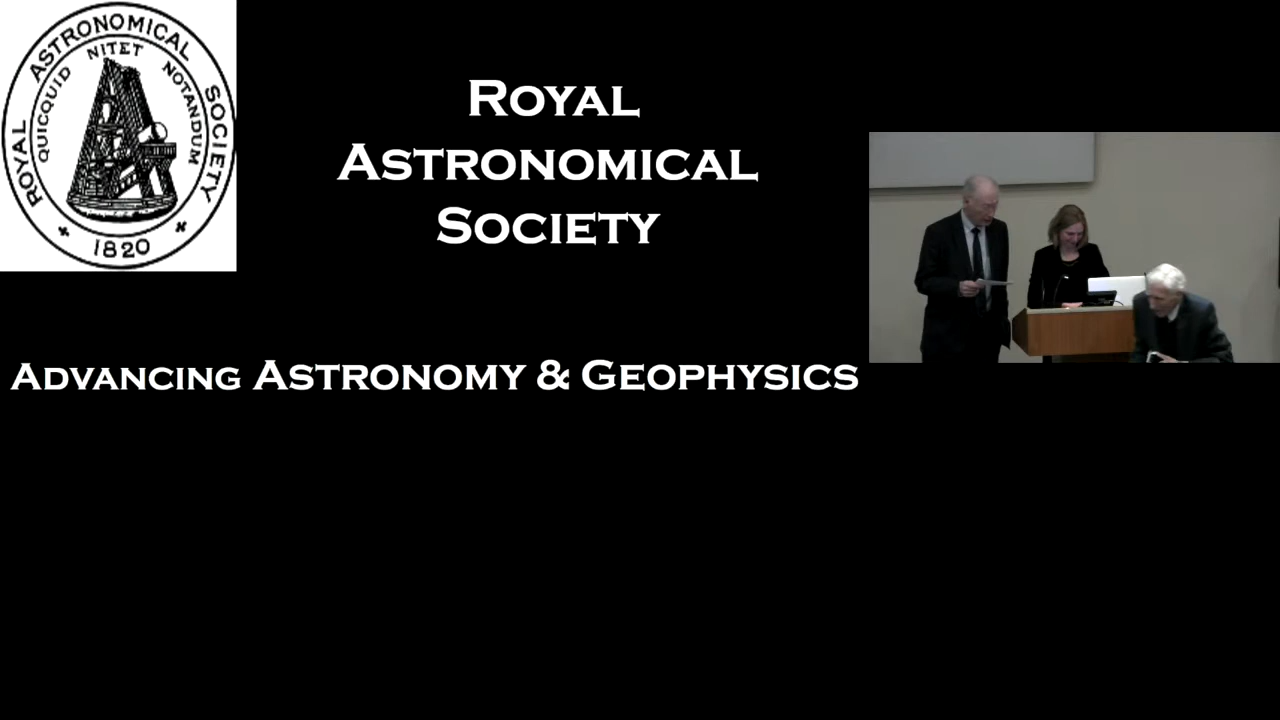 ROYAL ASTRONOMICAL SOCIETY
QUICQUID NITET NOTANDUM
1820
ROYAL
ASTRONOMICAL
SOCIETY
ADVANCING ASTRONOMY & GEOPHYSICS